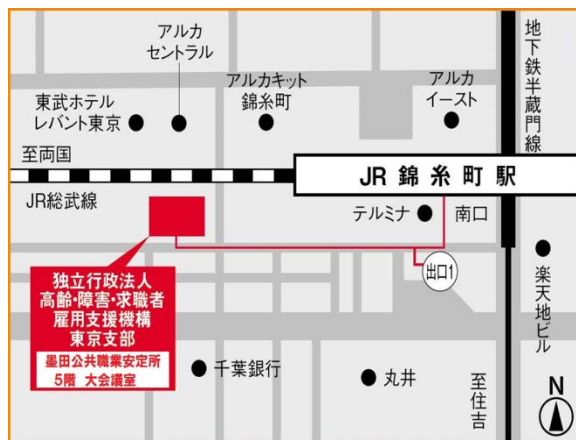 アルカ
セントラル
東武ホテル
レバント東京
アルカキット
錦糸町
アルカ
イースト
地下鉄半蔵門線
至両国
JR錦糸町駅
JR総武線
テルミナ
南口
出口1
独立行政法人
高齢・障害・求職者
雇用支援機構
東京支部
墨田公共職業安定所
5階 大会議室
楽天地ビル
千葉銀行
丸井
至住吉
N